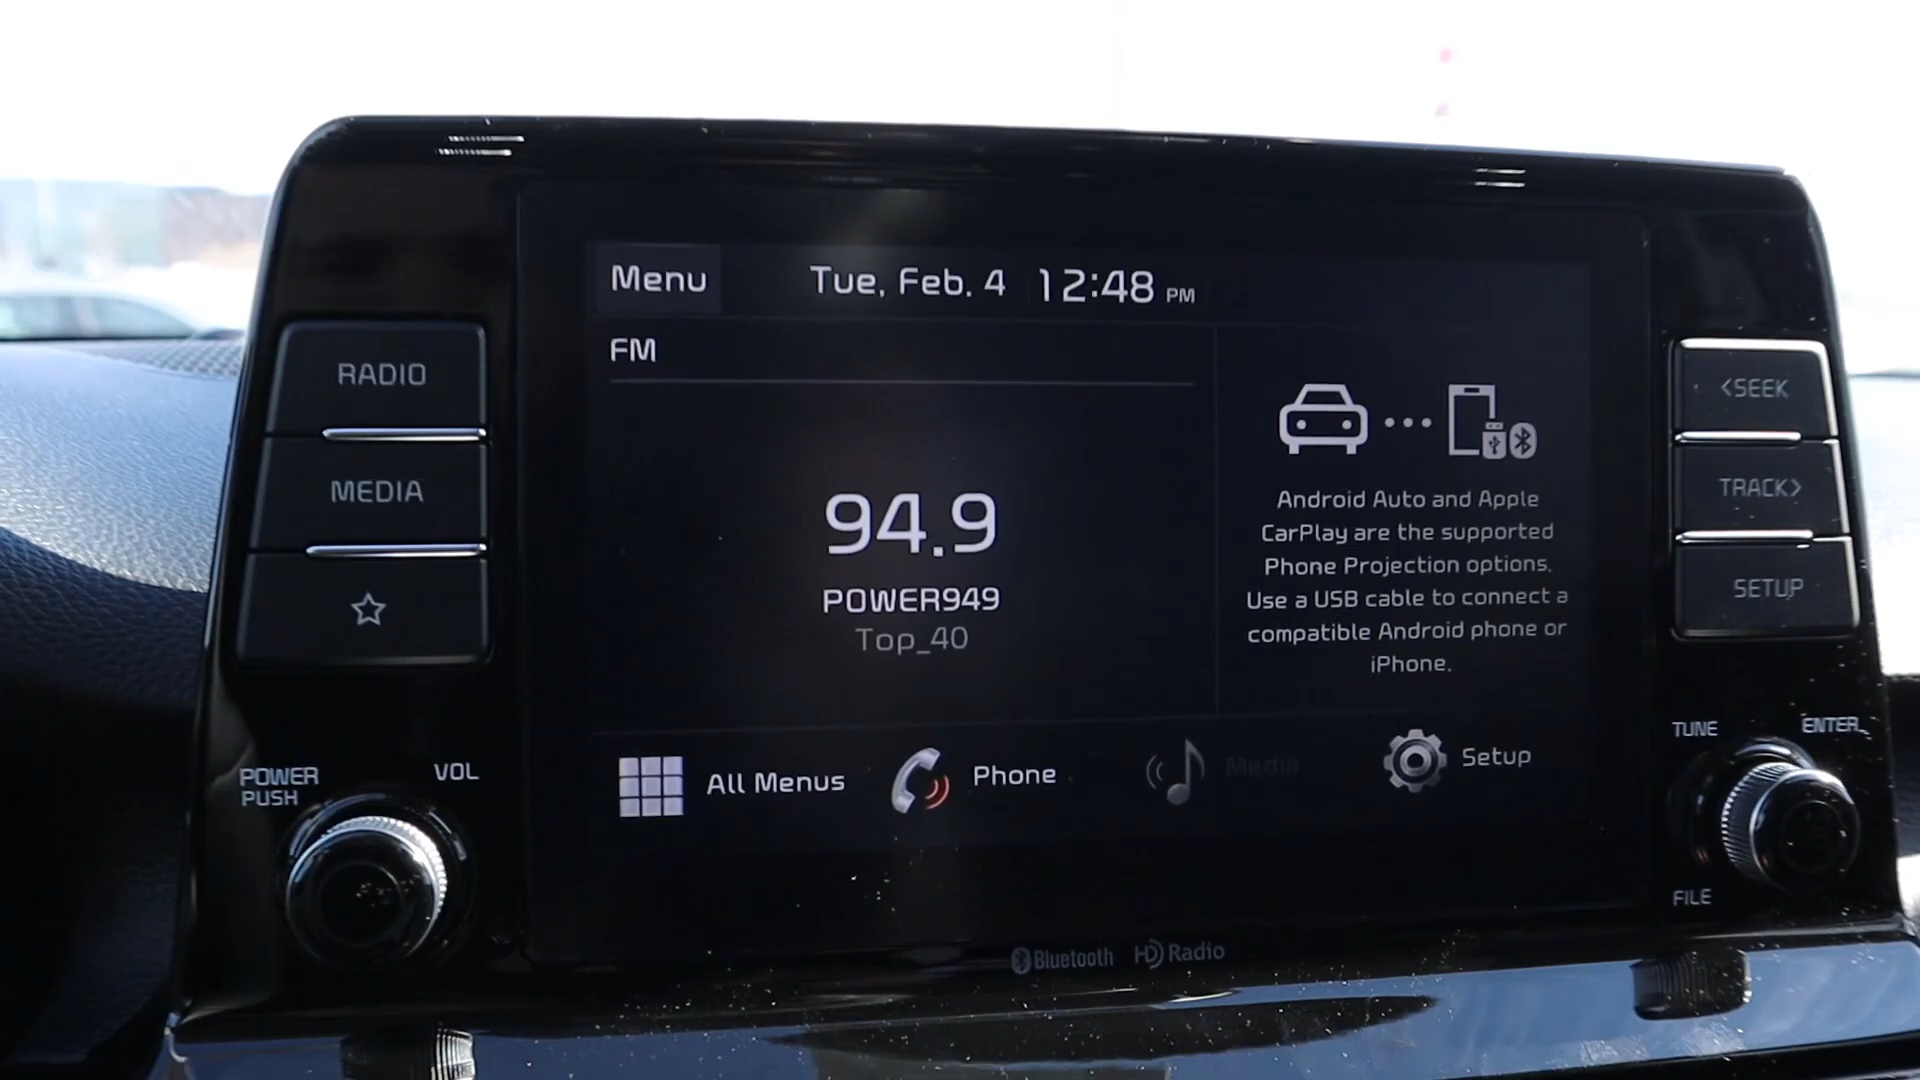 Menu
Tue, Feb. 4 12:48 PM
FM
94.9
POWER949
Top_40
Android Auto and Apple
CarPlay are the supported
Phone Projection options.
Use a USB cable to connect a
compatible Android phone or
iPhone.
All Menus
Phone
Media
Setup
RADIO
MEDIA
POWER
PUSH
VOL
<SEEK
TRACK>
SETUP
TUNE
ENTER
FILE
Bluetooth
HD Radio